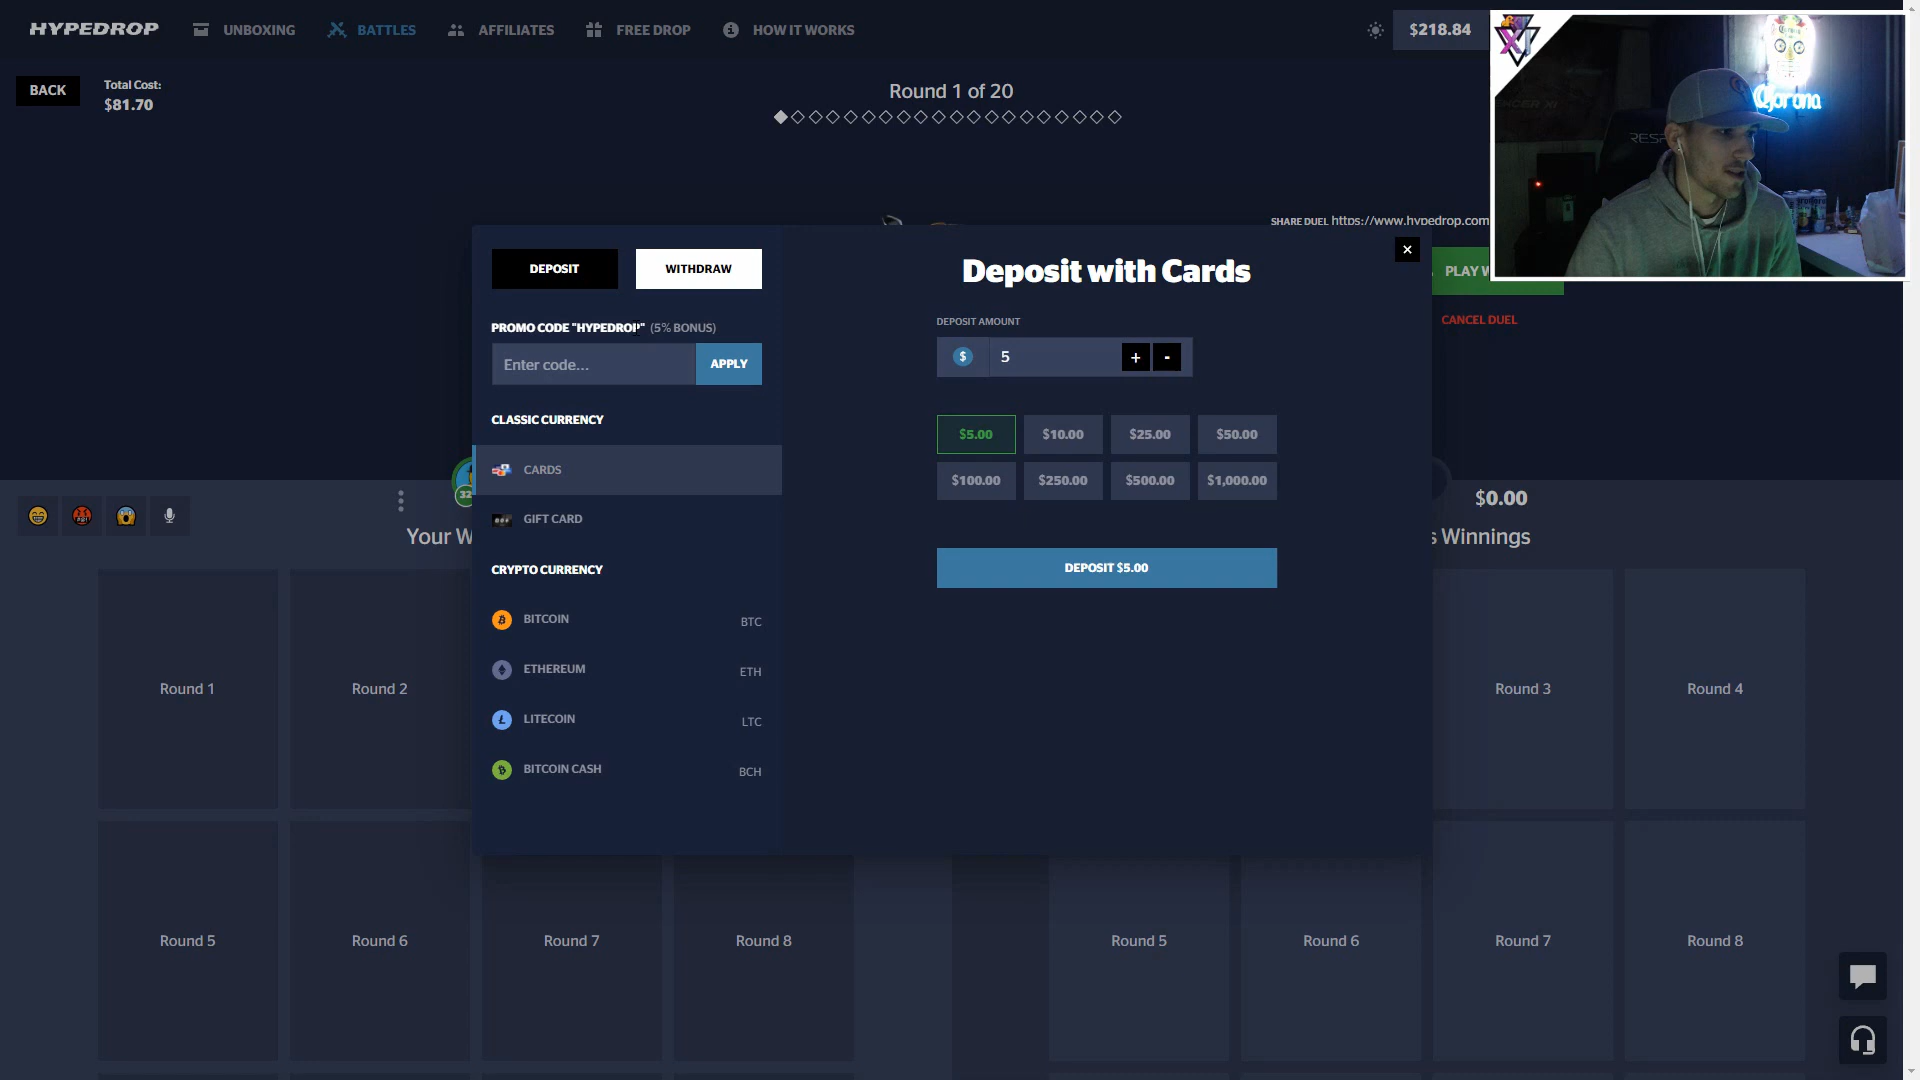 HYPEDROP
UNBOXING
BATTLES
AFFILIATES
FREE DROP
HOW IT WORKS
$218.84
BACK
Total Cost:
$81.70
Round 1 of 20
SHARE DUEL https://www.hypedrop.com
PLAY
CANCEL DUEL
Corona
DEPOSIT
WITHDRAW
PROMO CODE "HYPEDROP" (5% BONUS)
Enter code...
APPLY
CLASSIC CURRENCY
CARDS
GIFT CARD
CRYPTO CURRENCY
BITCOIN
BTC
ETHEREUM
ETH
LITECOIN
LTC
BITCOIN CASH
BCH
Deposit with Cards
DEPOSIT AMOUNT
$ 5 + -
$5.00
$10.00
$25.00
$50.00
$100.00
$250.00
$500.00
$1,000.00
DEPOSIT $5.00
32
$0.00
Your W
s Winnings
Round 1
Round 2
Round 3
Round 4
Round 5
Round 6
Round 7
Round 8
Round 5
Round 6
Round 7
Round 8